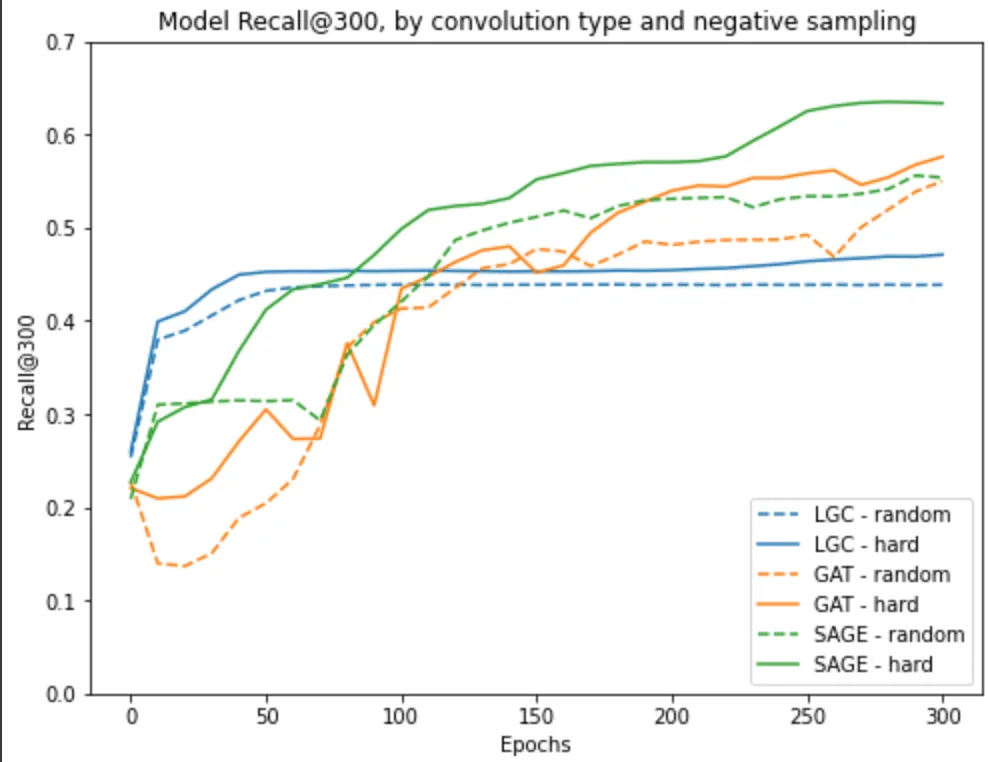 Model Recall@300, by convolution type and negative sampling
0.7
0.6
0.5
0.4
0.3
0.2
0.1
0.0
Recall@300
0 50 100 150 200 250 300
Epochs
LGC - random
LGC - hard
GAT - random
GAT - hard
SAGE - random
SAGE - hard